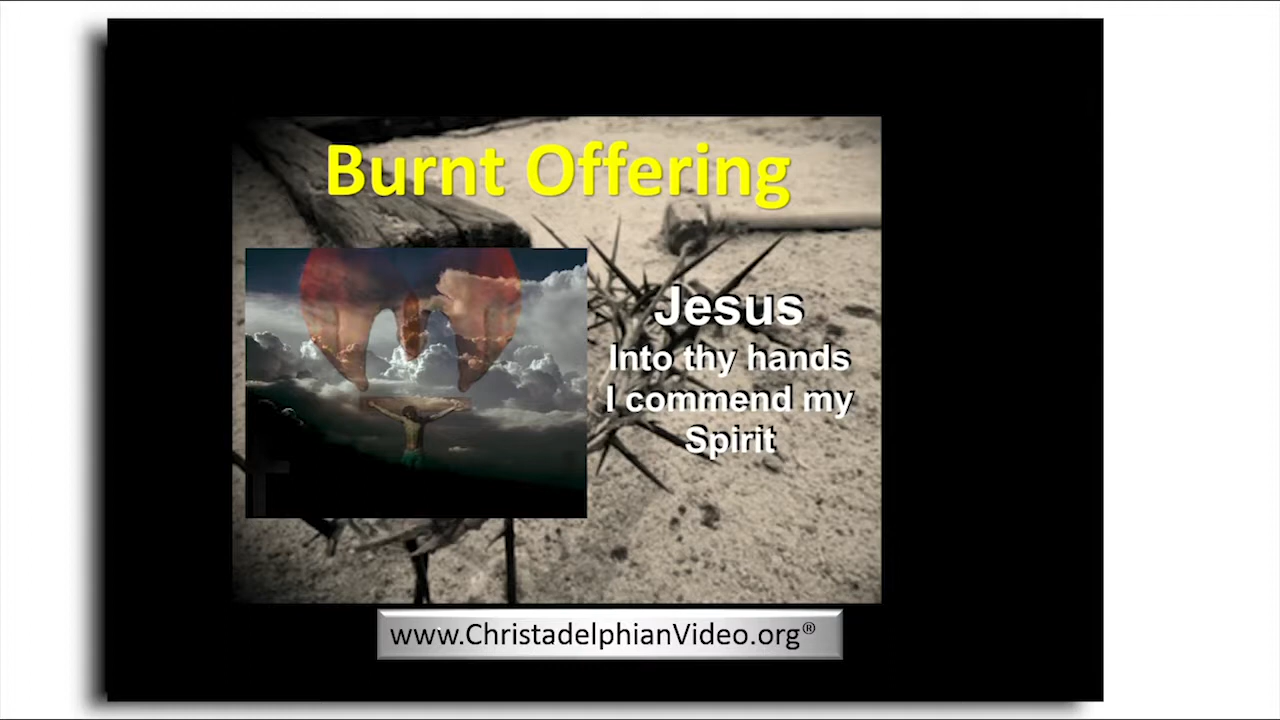 Burnt Offering
Jesus
Into thy hands
I commend my
Spirit
www.ChristadelphianVideo.org®